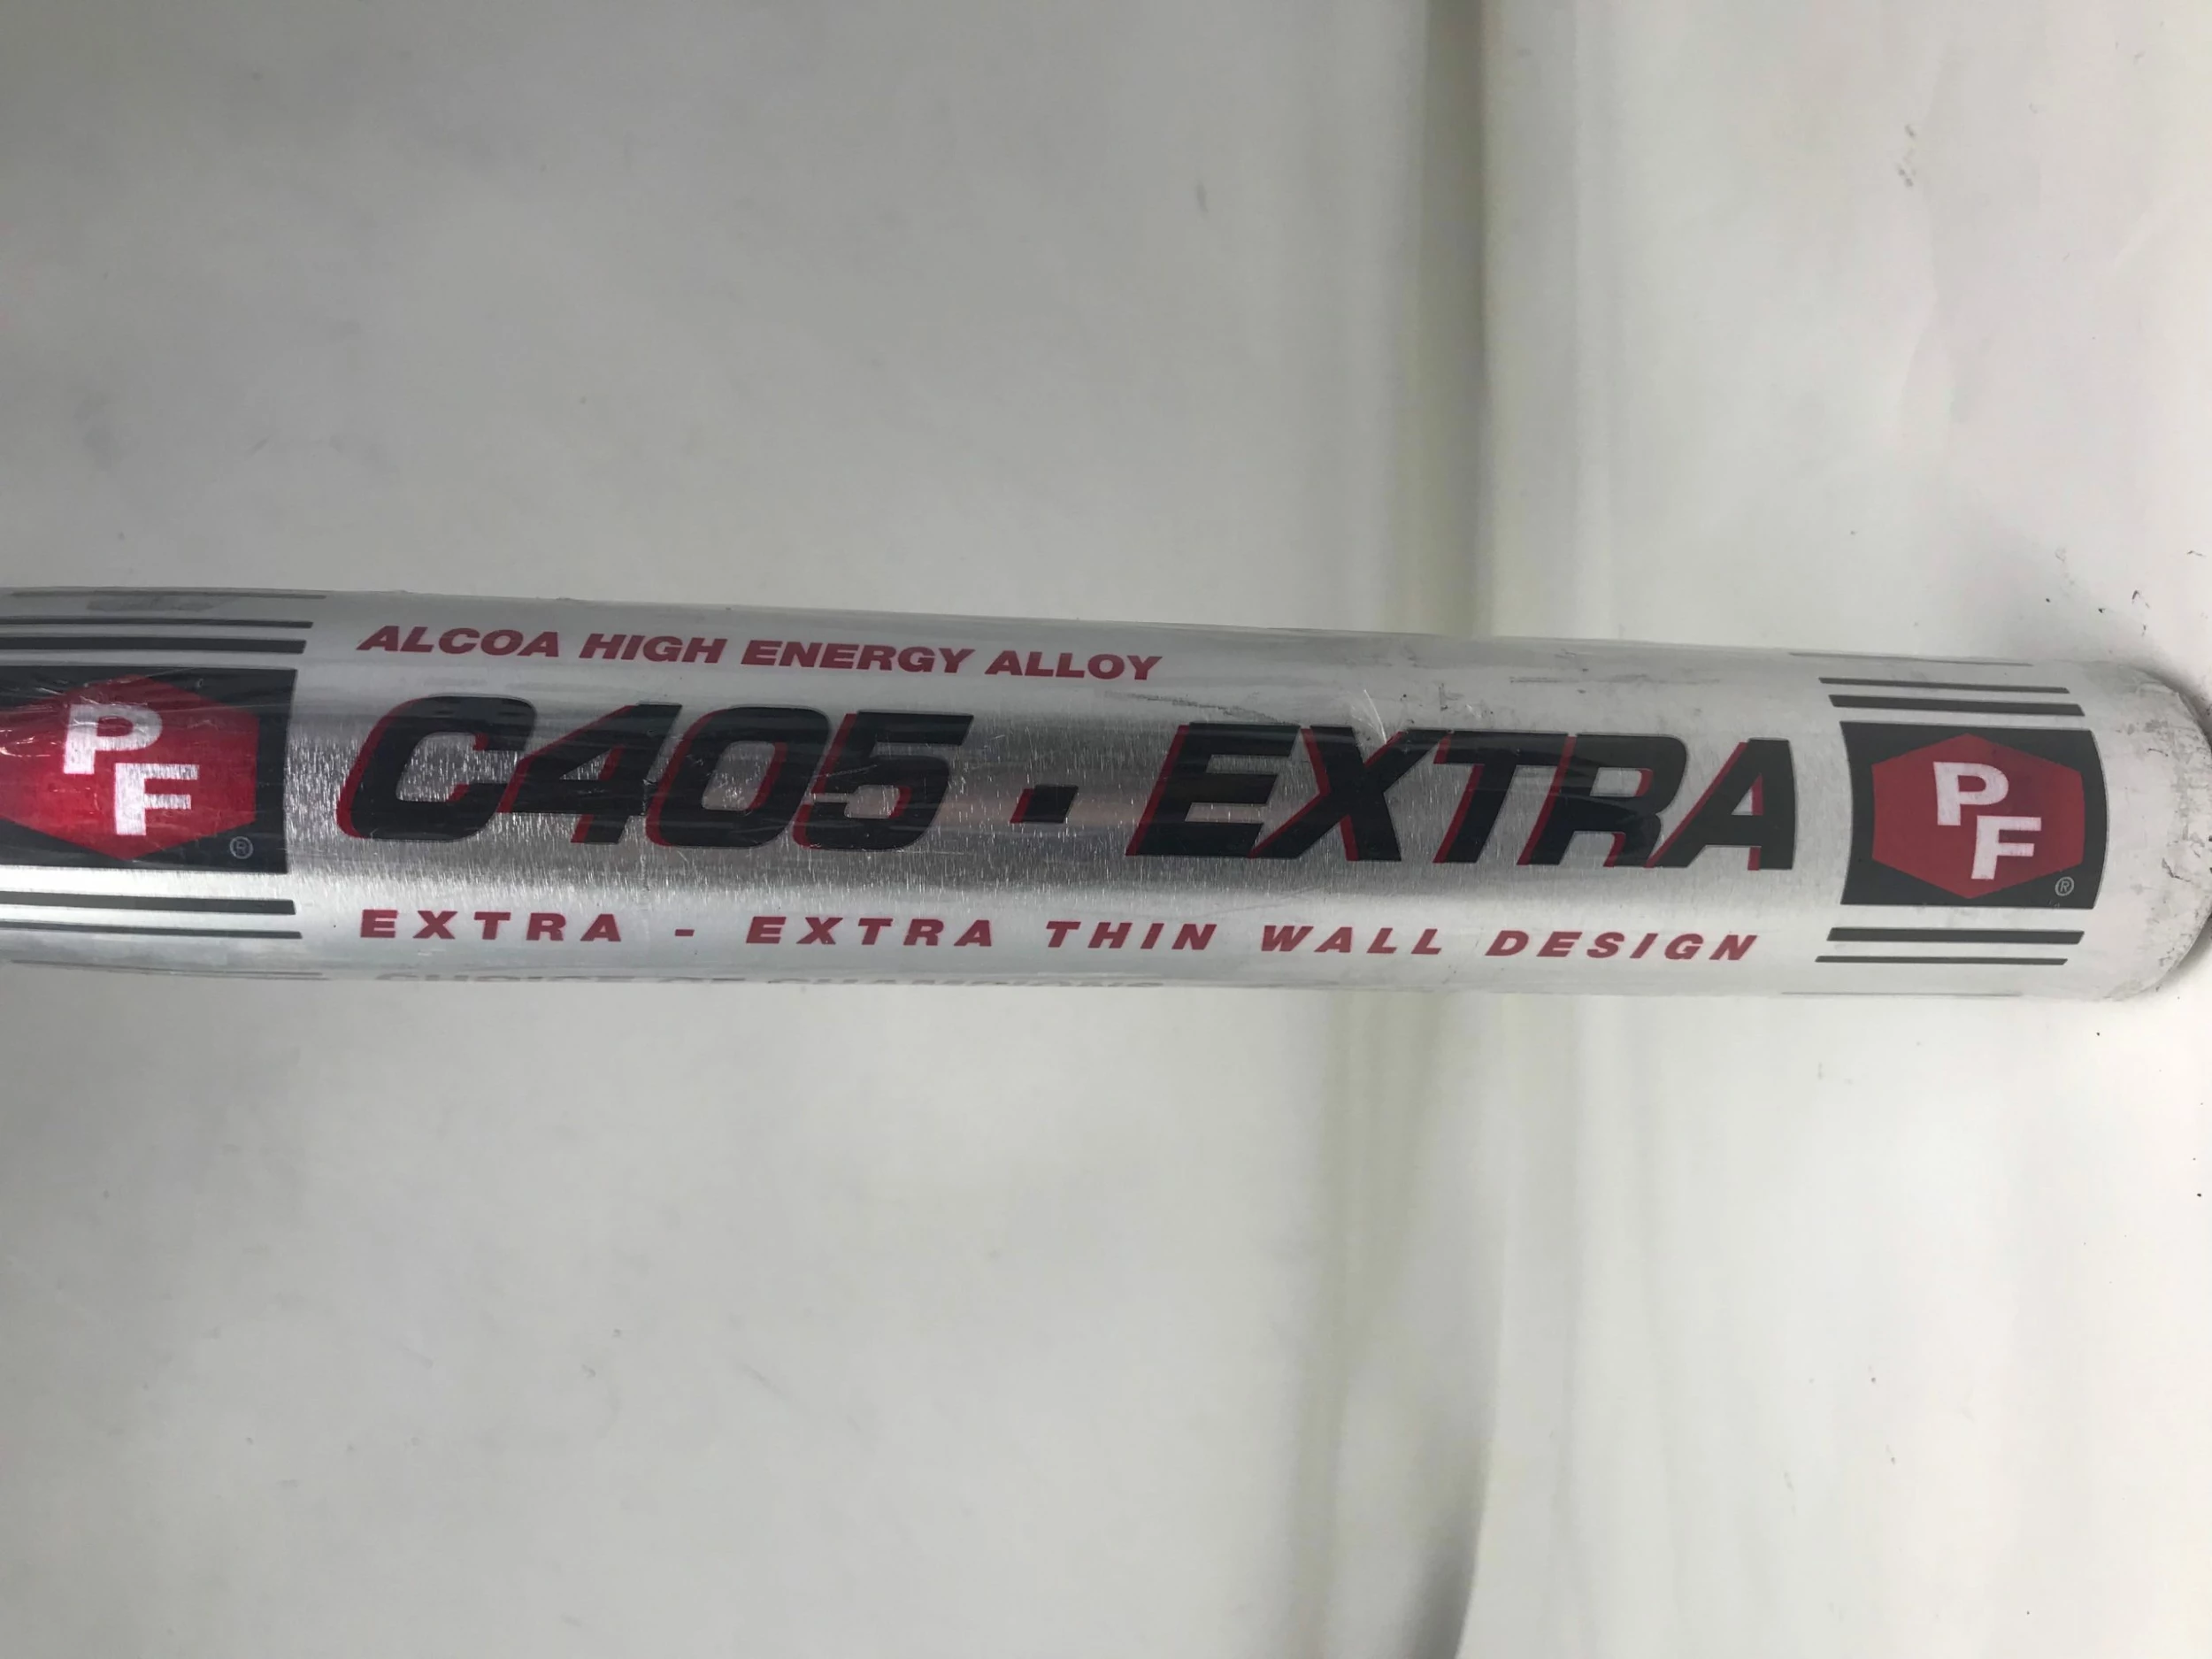 ALCOA HIGH ENERGY ALLOY
PF ®
C405 · EXTRA
PF ®
EXTRA - EXTRA THIN WALL DESIGN